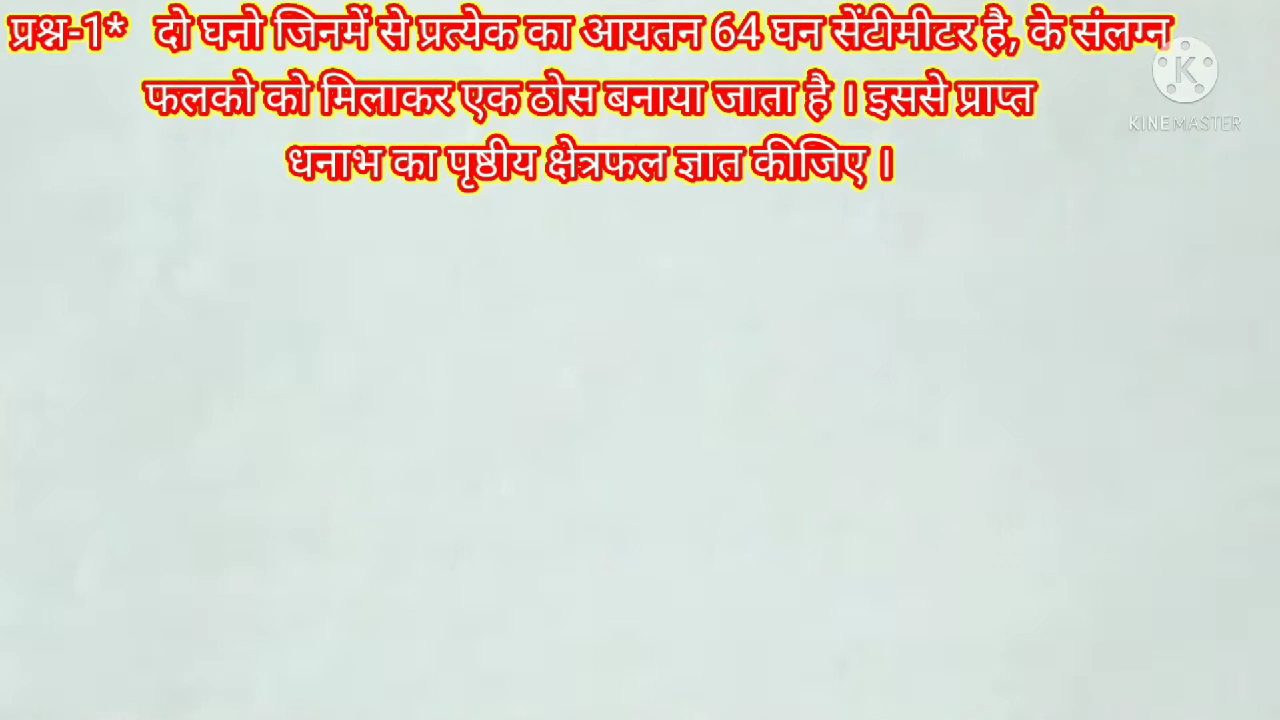 प्रश्न-1* दो घनो जिनमें से प्रत्येक का आयतन 64 घन सेंटीमीटर है, के संलग्न
फलको को मिलाकर एक ठोस बनाया जाता है । इससे प्राप्त
धनाभ का पृष्ठीय क्षेत्रफल ज्ञात कीजिए ।
K
KINEMASTER